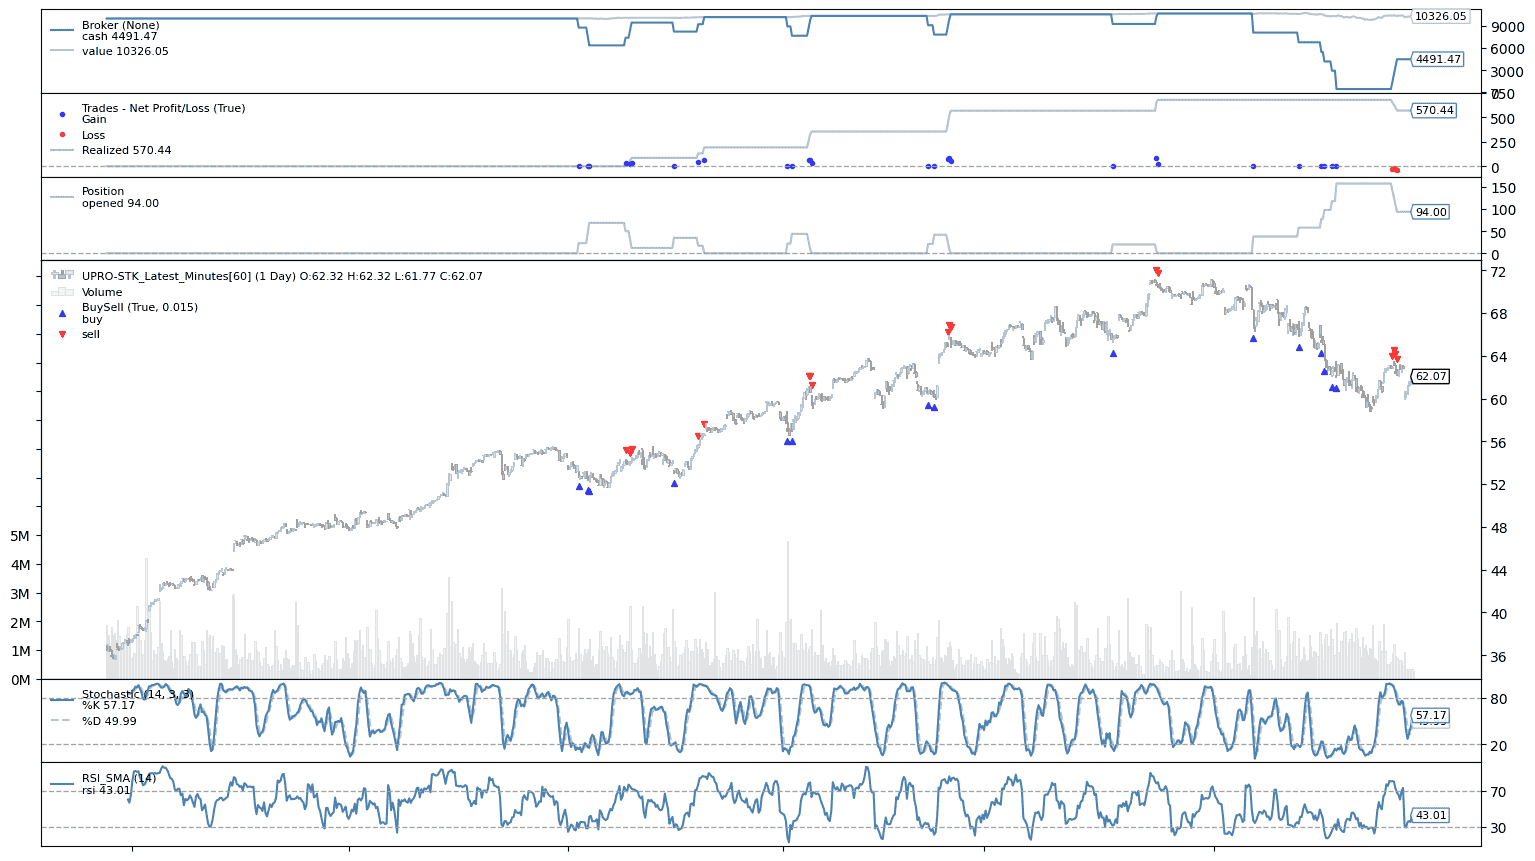 Broker (None)
cash 4491.47
value 10326.05
10326.05
9000
6000
4491.47
3000
0
Trades - Net Profit/Loss (True)
Gain
Loss
Realized 570.44
750
570.44
500
250
0
Position
opened 94.00
150
100
94.00
50
0
UPRO-STK_Latest_Minutes[60] (1 Day) O:62.32 H:62.32 L:61.77 C:62.07
Volume
BuySell (True, 0.015)
buy
sell
72
68
64
62.07
60
56
52
48
44
40
36
5M
4M
3M
2M
1M
0M
Stochastic (14, 3, 3)
%K 57.17
%D 49.99
80
57.17
20
RSI_SMA (14)
rsi 43.01
70
43.01
30